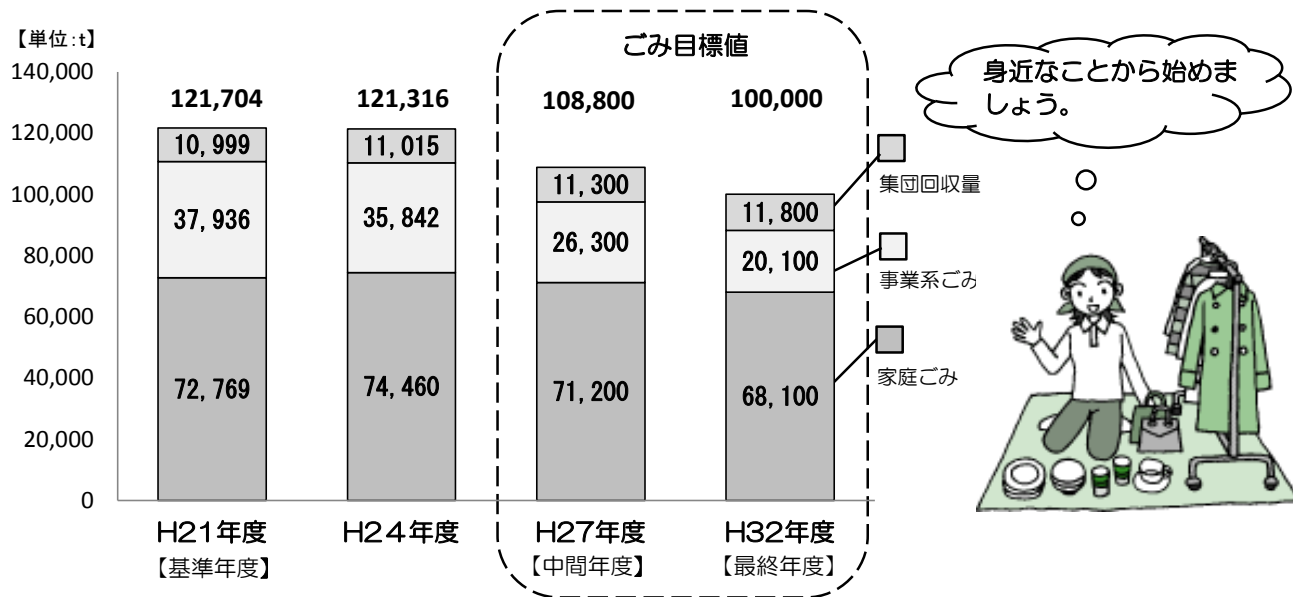 【単位:t】
ごみ目標値
身近なことから始めま
しょう。
140,000
120,000
100,000
80,000
60,000
40,000
20,000
0
121,704
121,316
108,800
100,000
10,999
11,015
11,300
11,800
37,936
35,842
26,300
20,100
72,769
74,460
71,200
68,100
集団回収量
事業系ごみ
家庭ごみ
H21年度
H24年度
H27年度
H32年度
【基準年度】
【中間年度】
【最終年度】